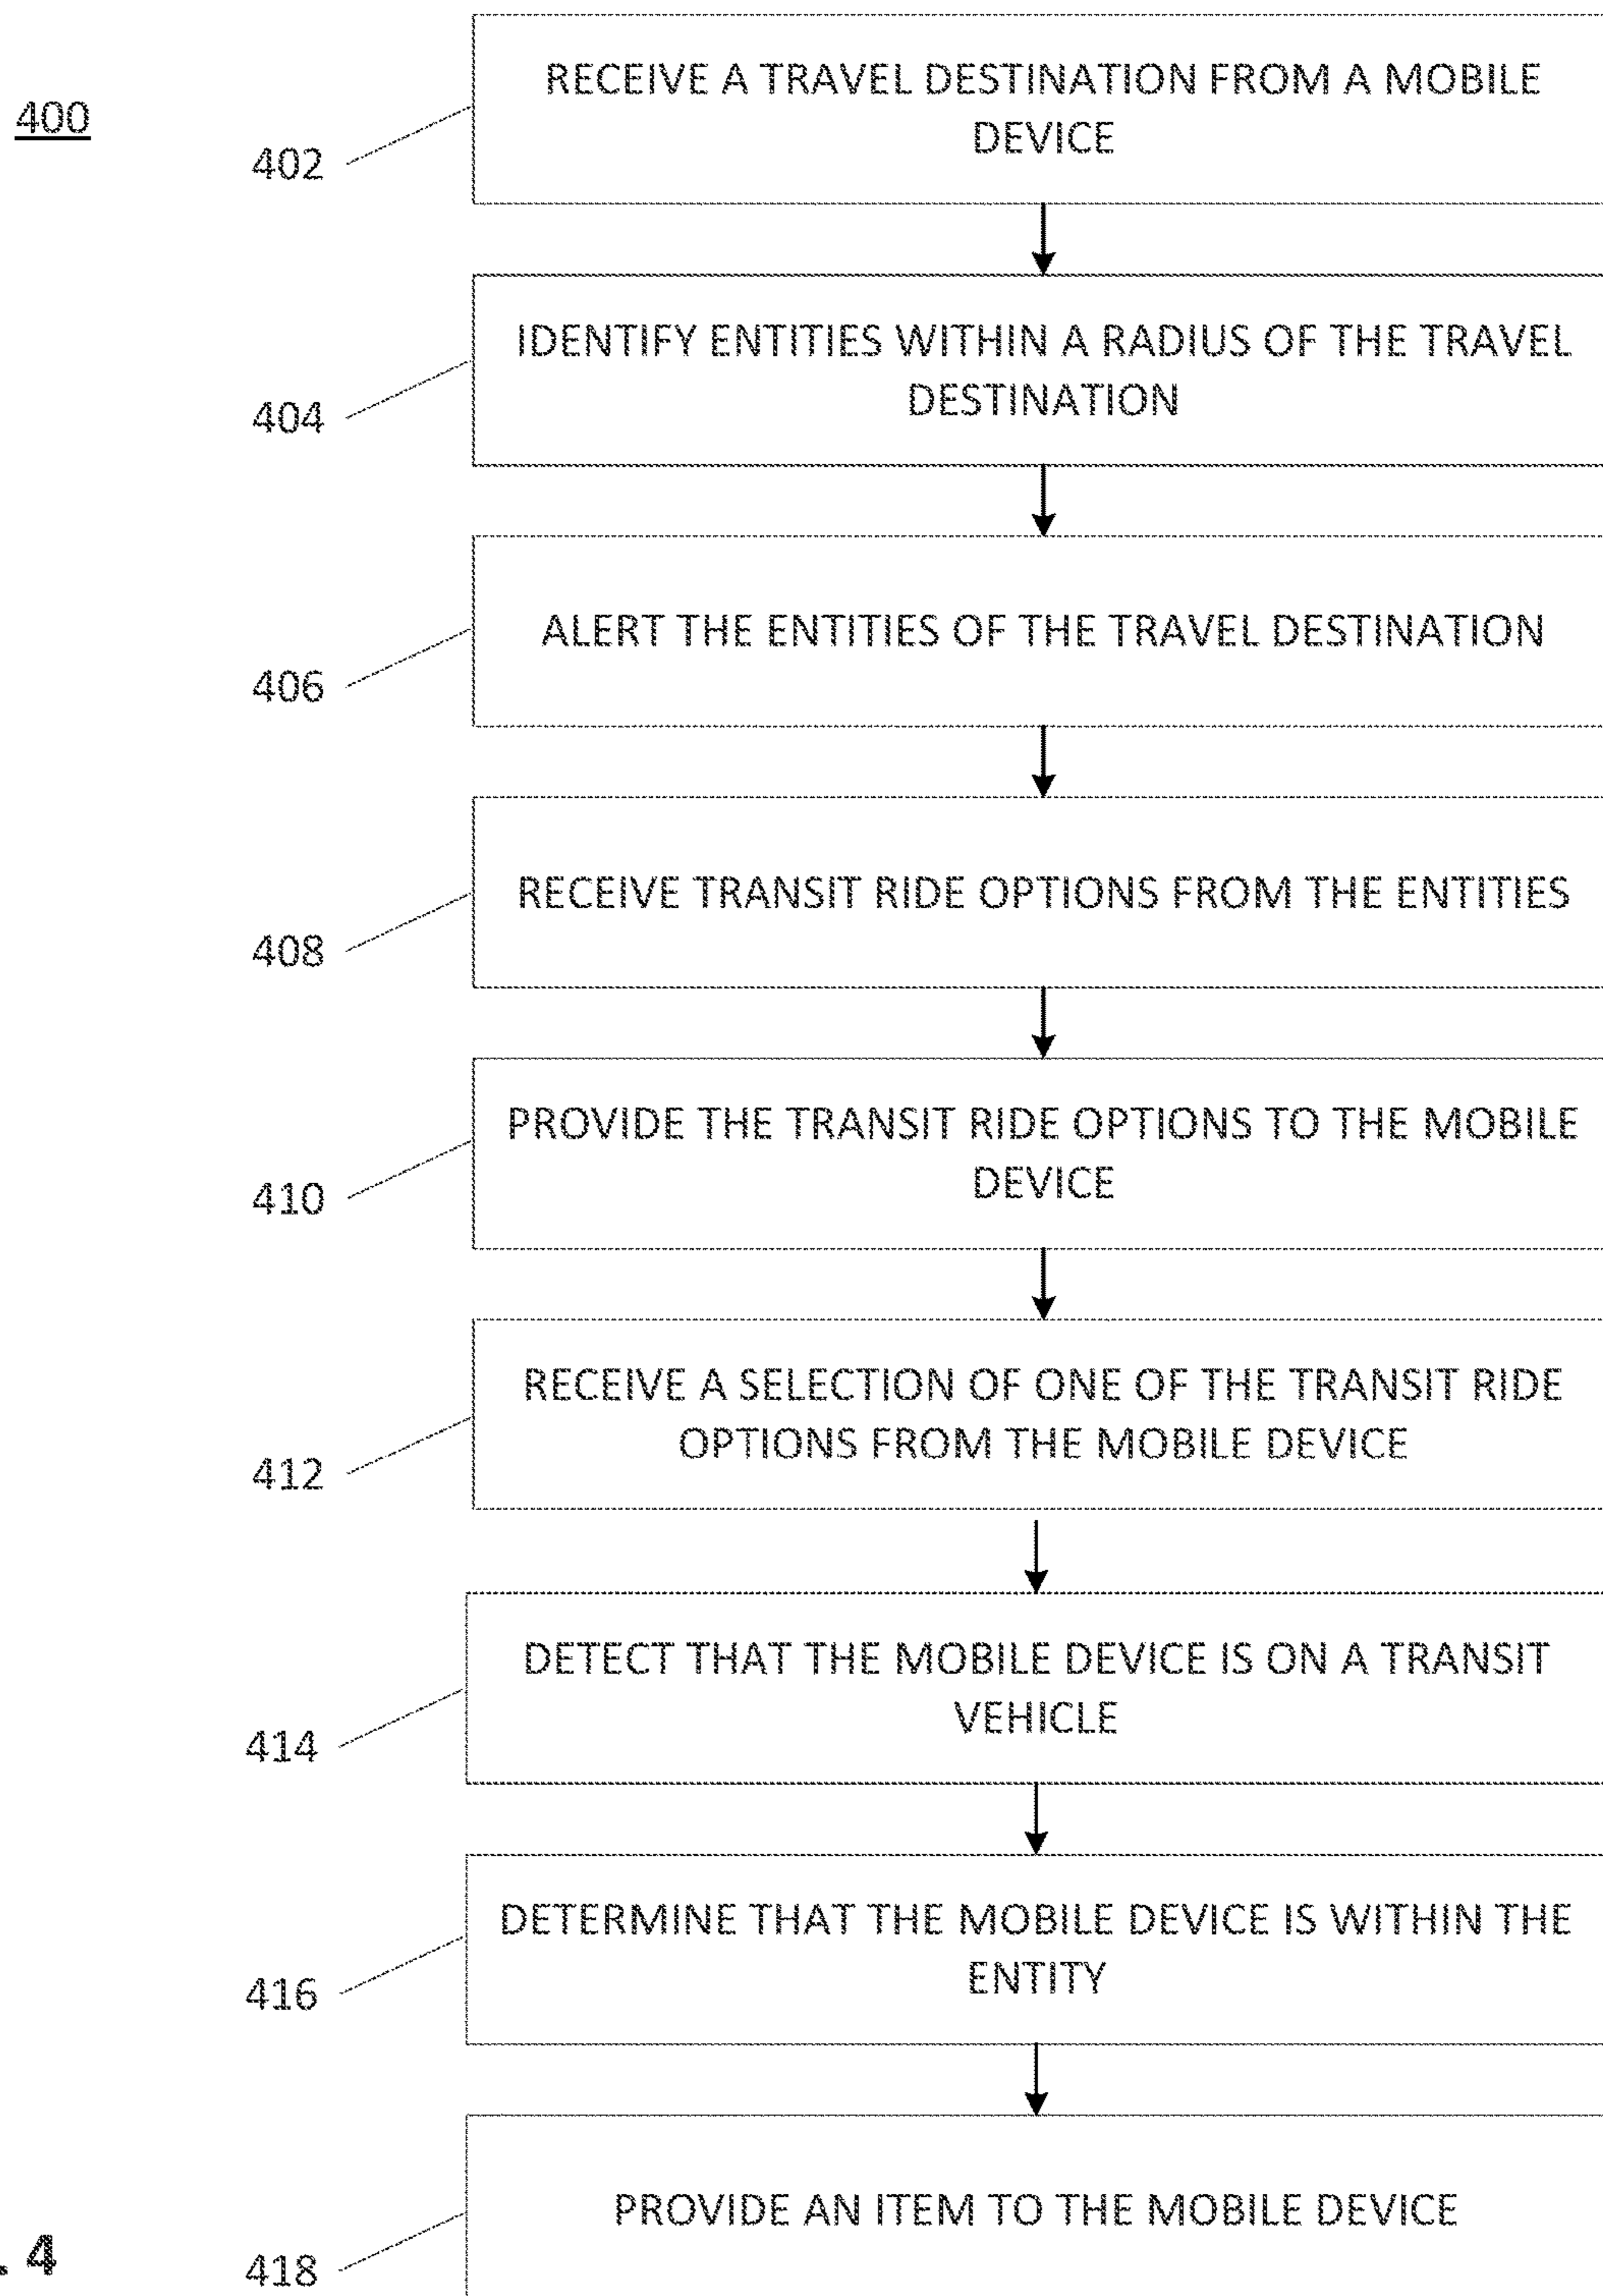 400
RECEIVE A TRAVEL DESTINATION FROM A MOBILE
DEVICE
402
IDENTIFY ENTITIES WITHIN A RADIUS OF THE TRAVEL
DESTINATION
404
ALERT THE ENTITIES OF THE TRAVEL DESTINATION
406
RECEIVE TRANSIT RIDE OPTIONS FROM THE ENTITIES
408
PROVIDE THE TRANSIT RIDE OPTIONS TO THE MOBILE
DEVICE
410
RECEIVE A SELECTION OF ONE OF THE TRANSIT RIDE
OPTIONS FROM THE MOBILE DEVICE
412
DETECT THAT THE MOBILE DEVICE IS ON A TRANSIT
VEHICLE
414
DETERMINE THAT THE MOBILE DEVICE IS WITHIN THE
ENTITY
416
PROVIDE AN ITEM TO THE MOBILE DEVICE
. 4
418